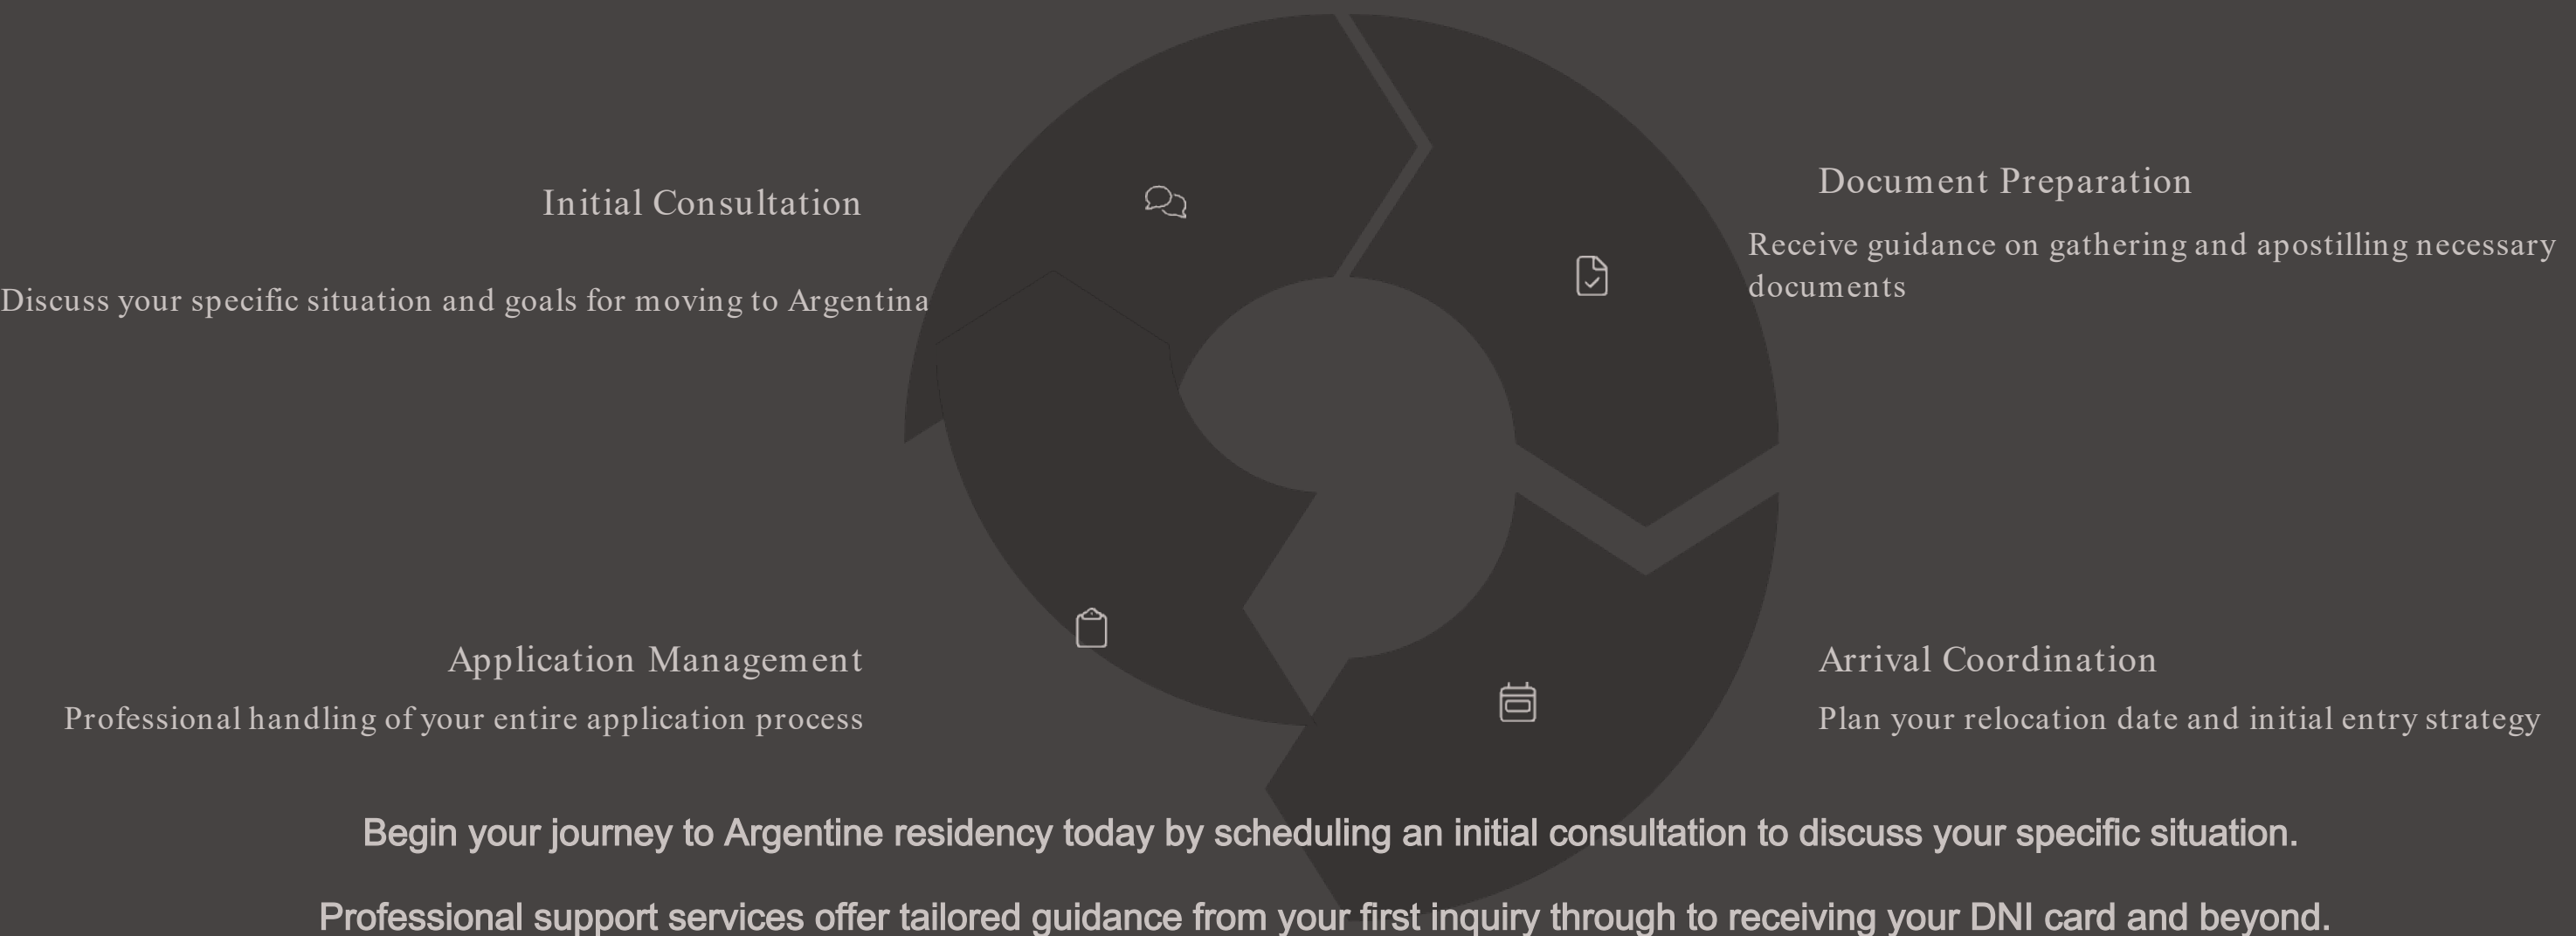 Initial Consultation
Discuss your specific situation and goals for moving to Argentina
Document Preparation
Receive guidance on gathering and apostilling necessary
documents
Application Management
Professional handling of your entire application process
Arrival Coordination
Plan your relocation date and initial entry strategy
Begin your journey to Argentine residency today by scheduling an initial consultation to discuss your specific situation.
Professional support services offer tailored guidance from your first inquiry through to receiving your DNI card and beyond.